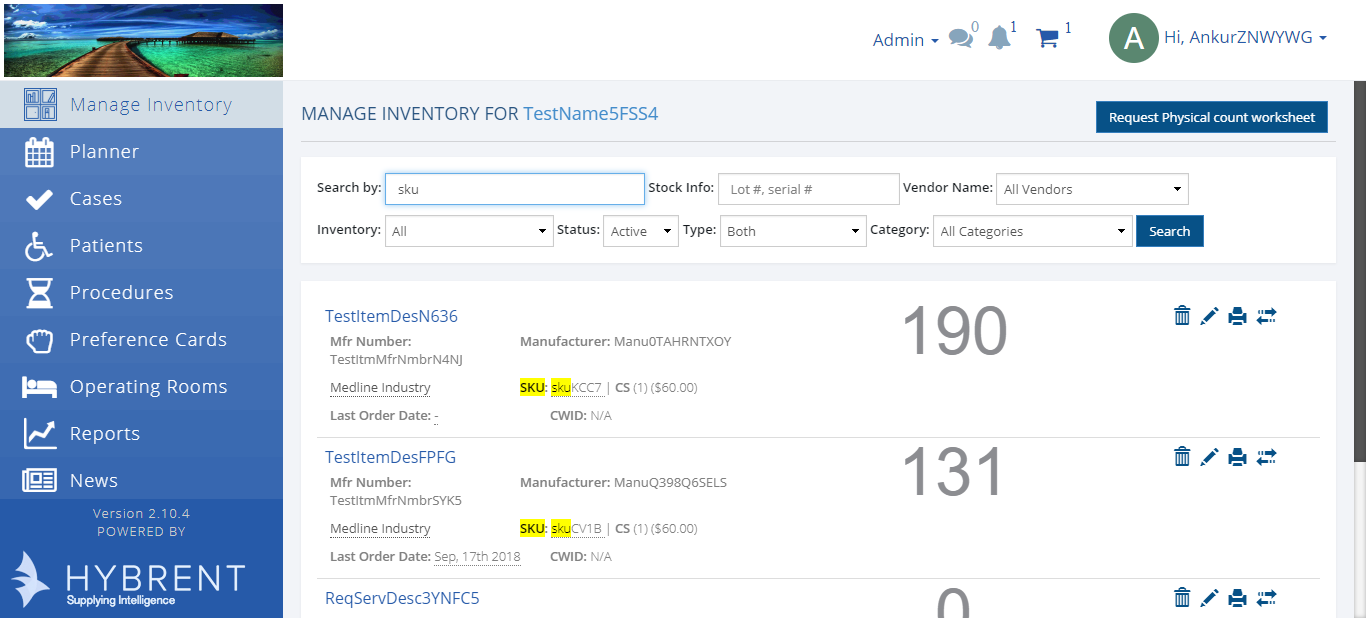 Admin 0 1 1 A Hi, AnkurZNWYWG
Manage Inventory
Planner
Cases
Patients
Procedures
Preference Cards
Operating Rooms
Reports
News
Version 2.10.4
POWERED BY
HYBRENT
Supplying Intelligence
MANAGE INVENTORY FOR TestName5FSS4
Request Physical count worksheet
Search by: sku Stock Info: Lot #, serial # Vendor Name: All Vendors
Inventory: All Status: Active Type: Both Category: All Categories Search
TestItemDesN636 190
Mfr Number: Manufacturer: Manu0TAHRNTXOY
TestItmMfrNmbrN4NJ
Medline Industry SKU: skuKCC7 | CS (1) ($60.00)
Last Order Date: - CWID: N/A
TestItemDesFPFG 131
Mfr Number: Manufacturer: ManuQ398Q6SELS
TestItmMfrNmbrSYK5
Medline Industry SKU: skuCV1B | CS (1) ($60.00)
Last Order Date: Sep, 17th 2018 CWID: N/A
ReqServDesc3YNFC5 0